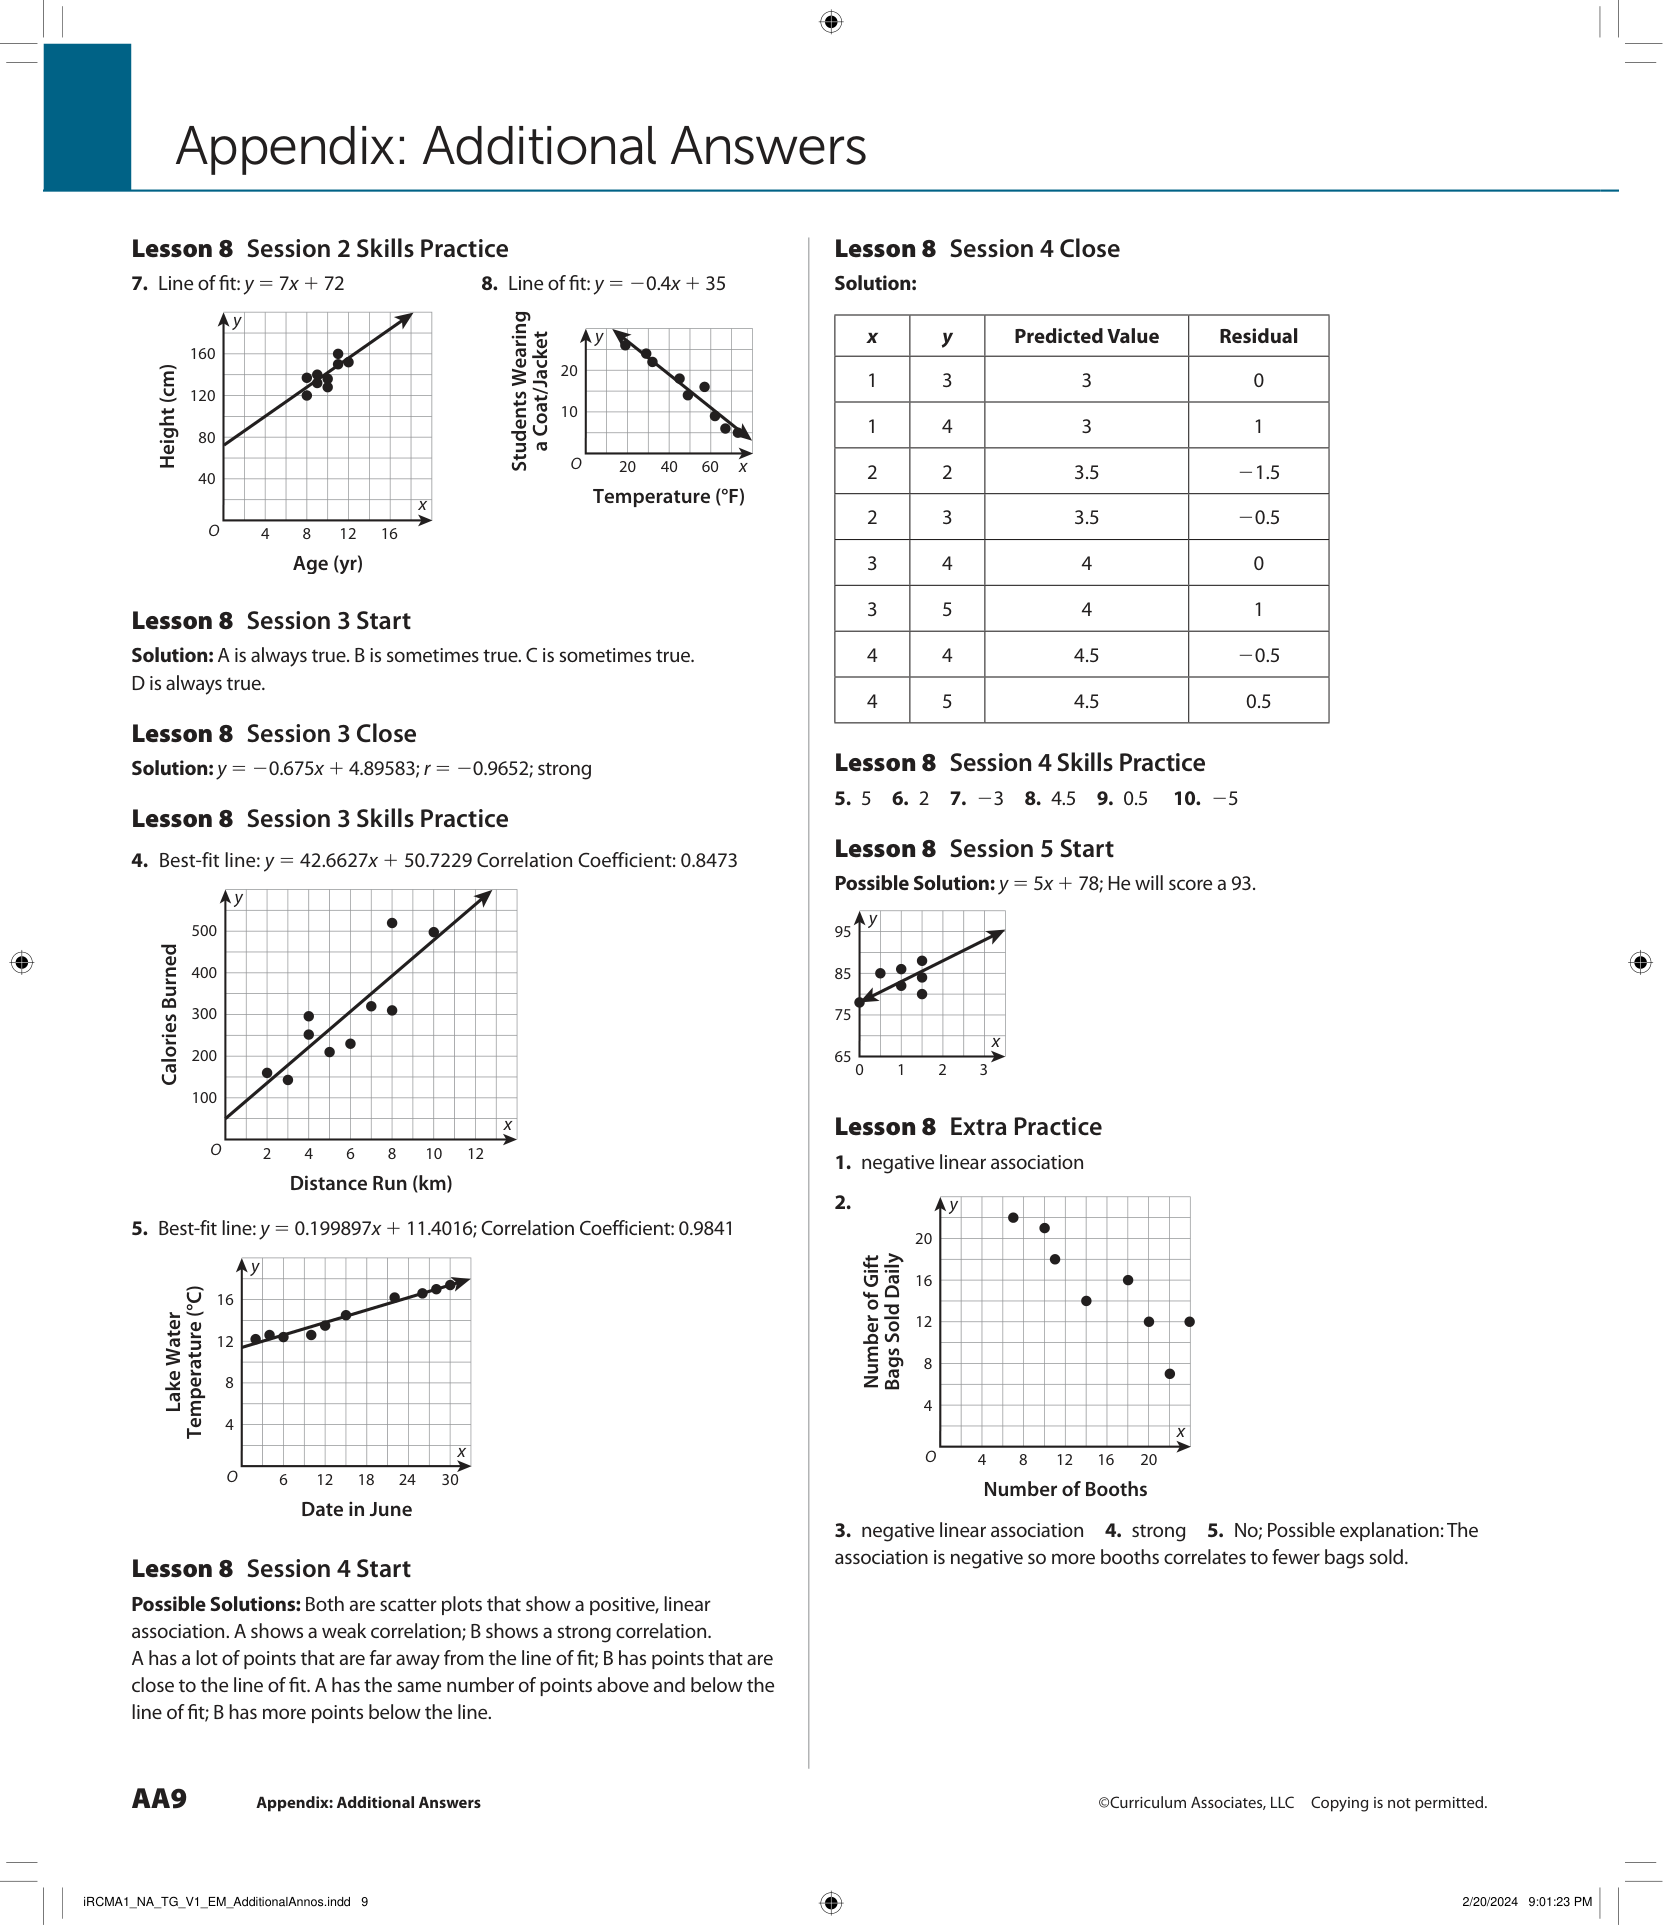 Appendix: Additional Answers
Lesson 8 Session 2 Skills Practice
7. Line of fit: y = 7x + 72
8. Line of fit: y = −0.4x + 35
y
160
120
80
40
O
4 8 12 16
x
Height (cm)
Age (yr)
y
20
10
O
20 40 60 x
Students Wearing
a Coat/Jacket
Temperature (°F)
Lesson 8 Session 3 Start
Solution: A is always true. B is sometimes true. C is sometimes true.
D is always true.
Lesson 8 Session 3 Close
Solution: y = −0.675x + 4.89583; r = −0.9652; strong
Lesson 8 Session 3 Skills Practice
4. Best-fit line: y = 42.6627x + 50.7229 Correlation Coefficient: 0.8473
y
500
400
300
200
100
O
2 4 6 8 10 12
x
Calories Burned
Distance Run (km)
5. Best-fit line: y = 0.199897x + 11.4016; Correlation Coefficient: 0.9841
y
16
12
8
4
O
6 12 18 24 30
x
Lake Water
Temperature (°C)
Date in June
Lesson 8 Session 4 Start
Possible Solutions: Both are scatter plots that show a positive, linear
association. A shows a weak correlation; B shows a strong correlation.
A has a lot of points that are far away from the line of fit; B has points that are
close to the line of fit. A has the same number of points above and below the
line of fit; B has more points below the line.
Lesson 8 Session 4 Close
Solution:
x y Predicted Value Residual
1 3 3 0
1 4 3 1
2 2 3.5 −1.5
2 3 3.5 −0.5
3 4 4 0
3 5 4 1
4 4 4.5 −0.5
4 5 4.5 0.5
Lesson 8 Session 4 Skills Practice
5. 5 6. 2 7. −3 8. 4.5 9. 0.5 10. −5
Lesson 8 Session 5 Start
Possible Solution: y = 5x + 78; He will score a 93.
y
95
85
75
65
0 1 2 3
x
Lesson 8 Extra Practice
1. negative linear association
2.
y
20
16
12
8
4
O
4 8 12 16 20
x
Number of Gift
Bags Sold Daily
Number of Booths
3. negative linear association 4. strong 5. No; Possible explanation: The
association is negative so more booths correlates to fewer bags sold.
AA9 Appendix: Additional Answers
©Curriculum Associates, LLC Copying is not permitted.
iRCMA1_NA_TG_V1_EM_AdditionalAnnos.indd 9
2/20/2024 9:01:23 PM